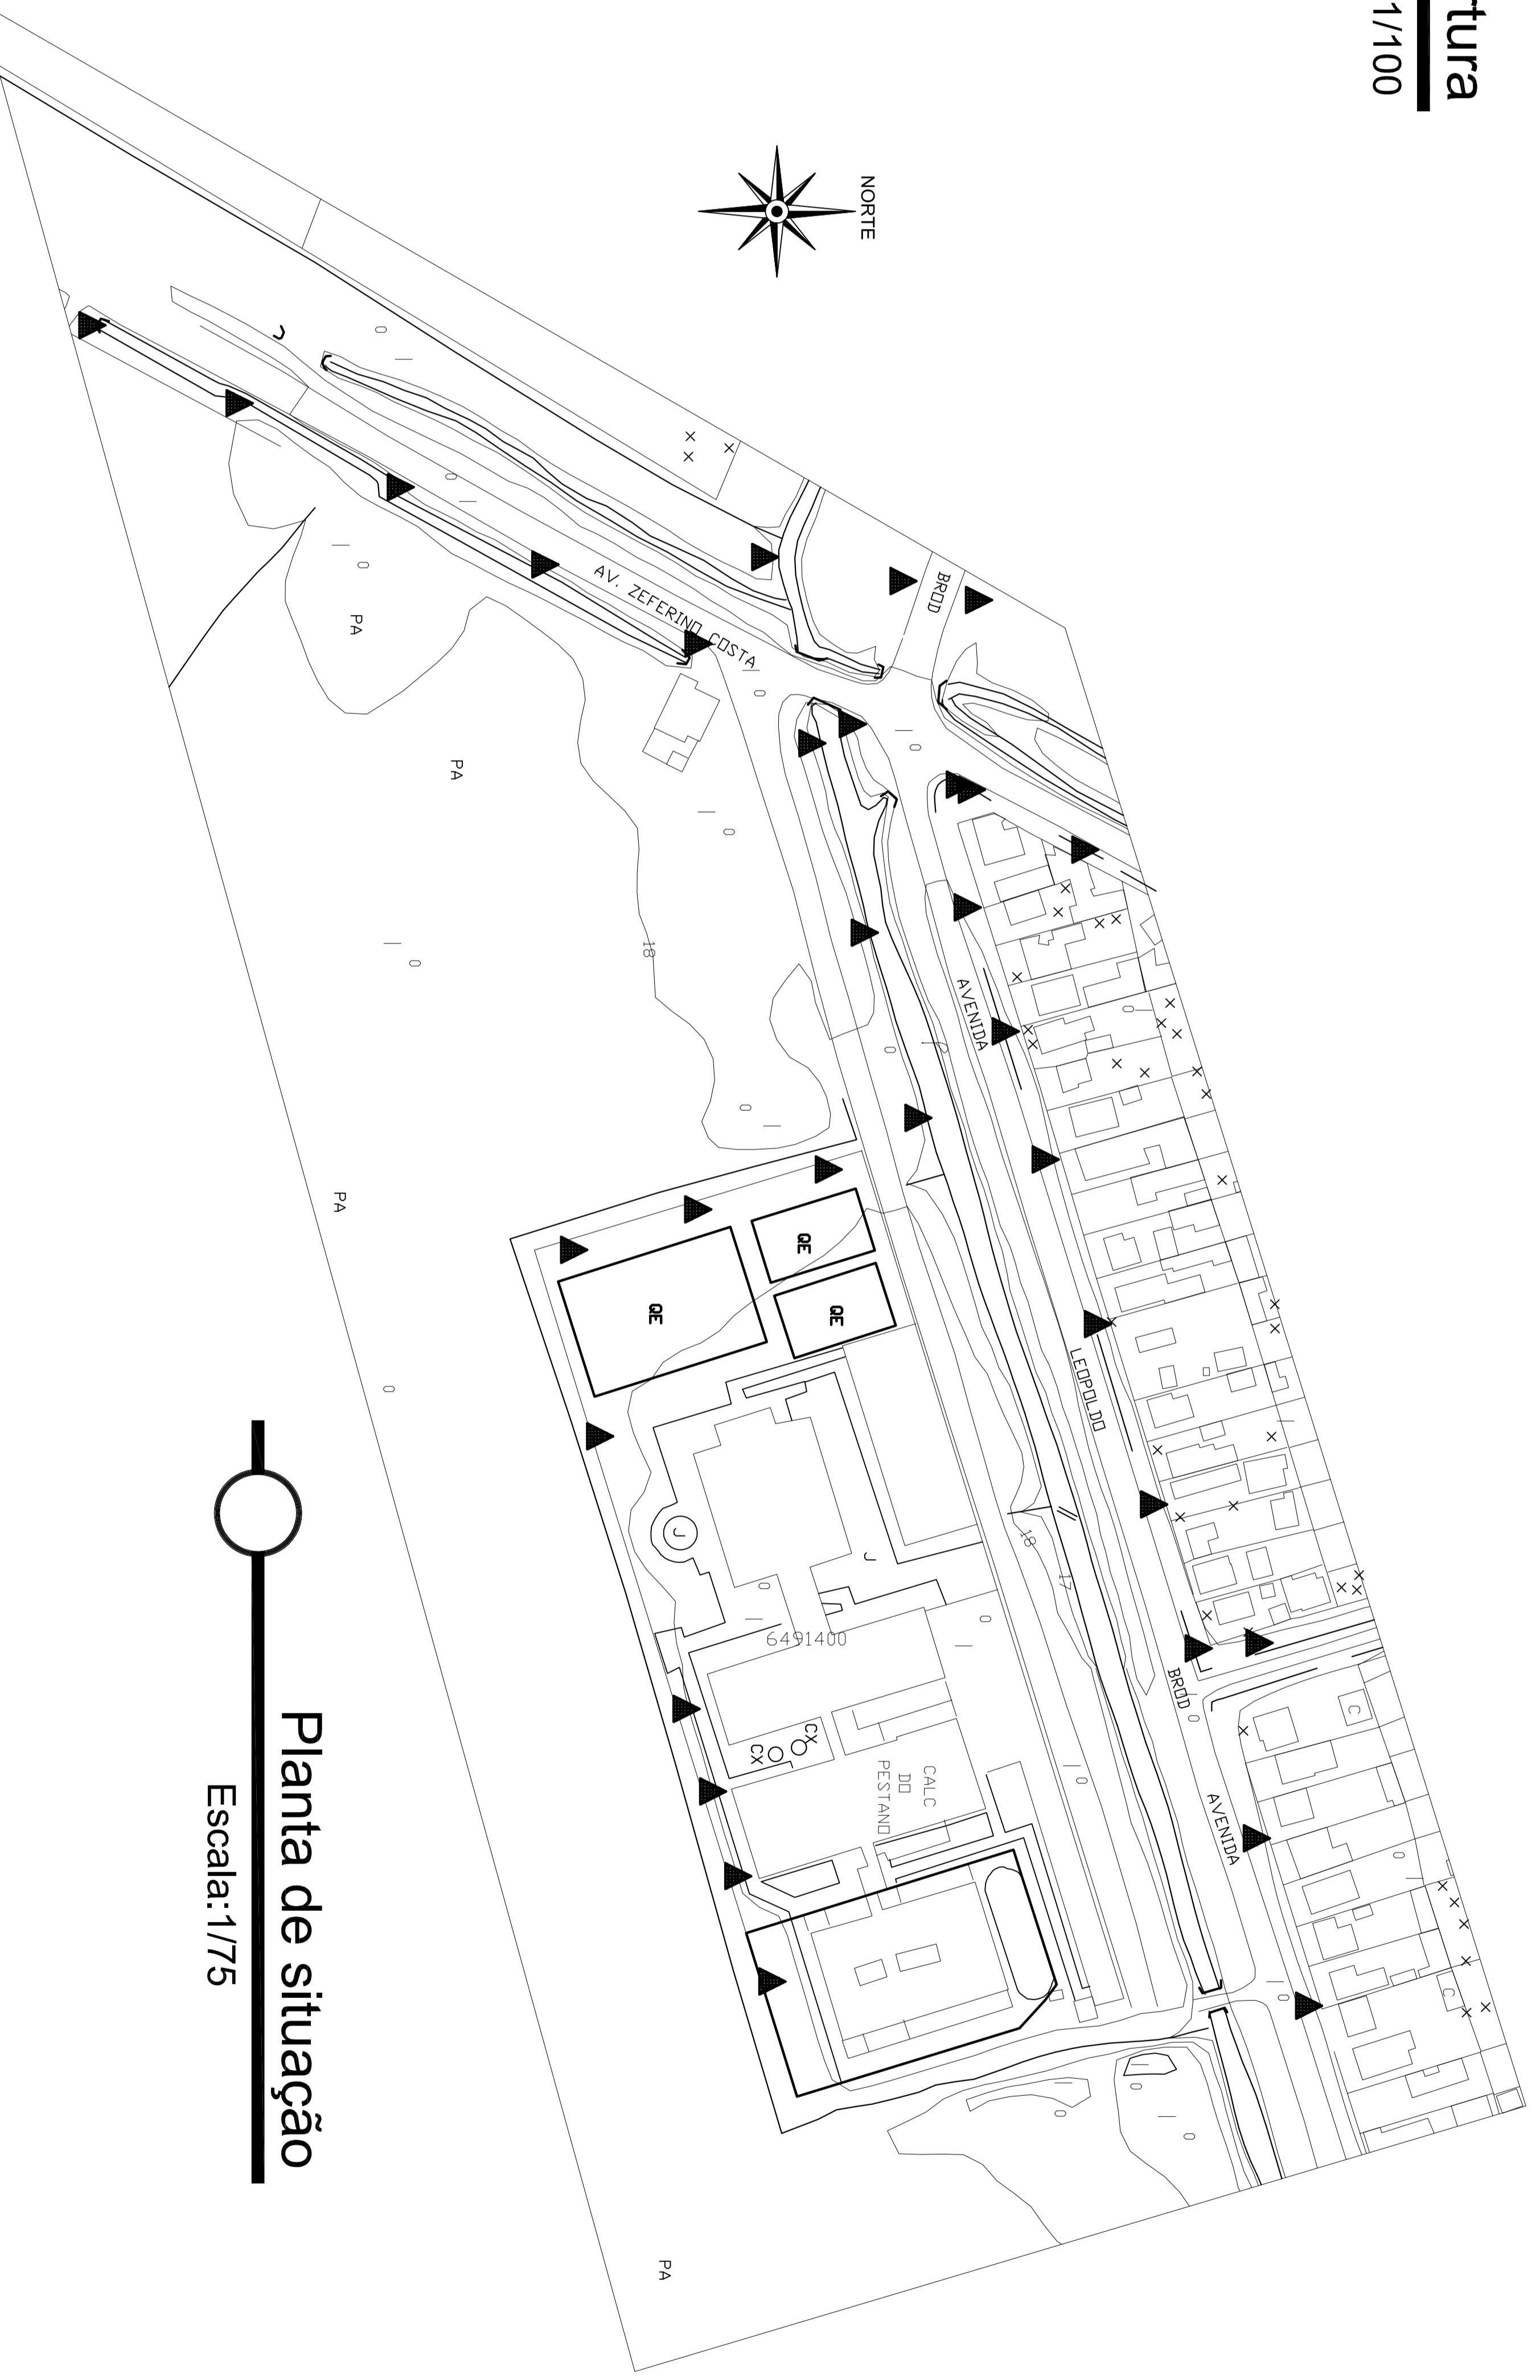 rtura
1/100
NORTE
BROD
AV. ZEFERINO COSTA
PA
PA
18
AVENIDA
PA
QE
QE
QE
LEOPOLDO
J
J
18
17
6491400
BROD
C
CX
CX
CALC
DO
PESTANO
AVENIDA
C
PA
Planta de situação
Escala:1/75